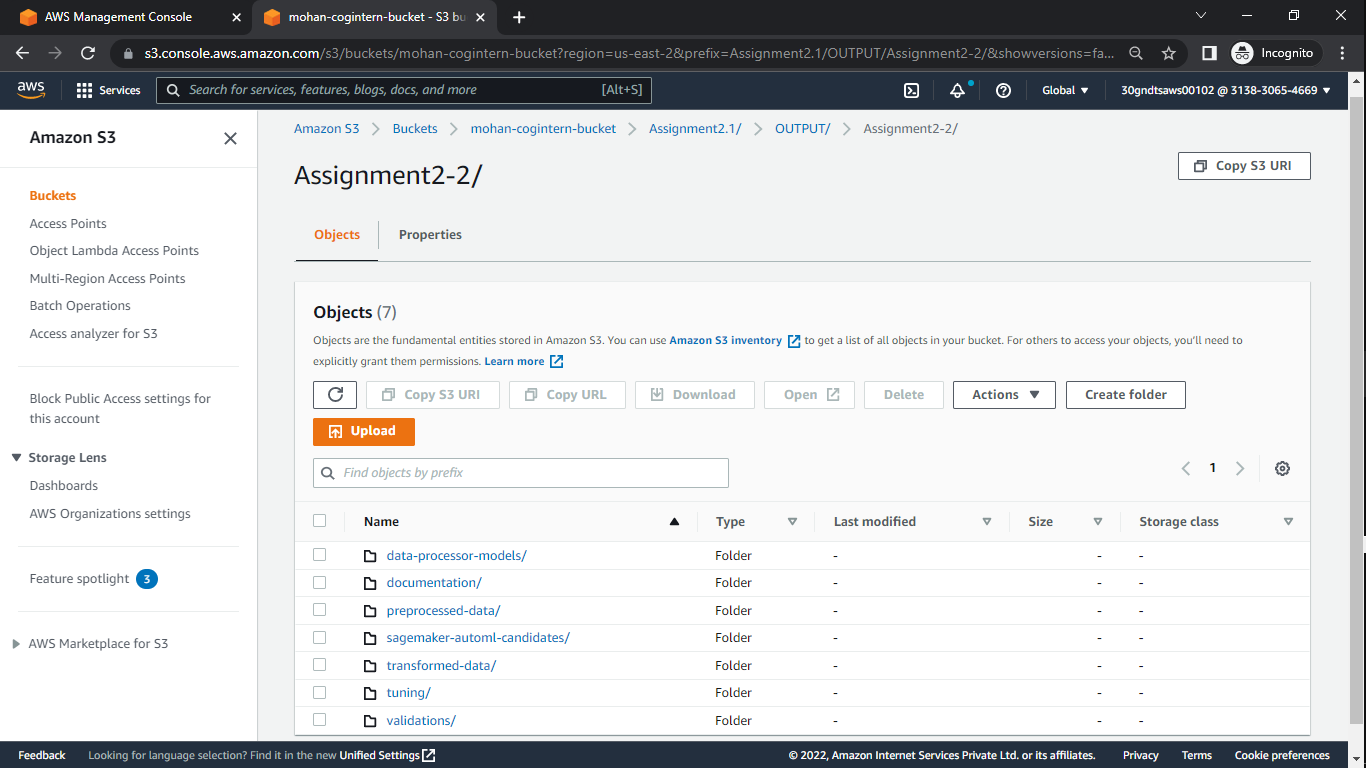 AWS Management Console
mohan-cogintern-bucket - S3 bu
s3.console.aws.amazon.com/s3/buckets/mohan-cogintern-bucket?region=us-east-2&prefix=Assignment2.1/OUTPUT/Assignment2-2/&showversions=fa...
Incognito
aws
Services
Search for services, features, blogs, docs, and more
[Alt+S]
Global
30gndtsaws00102 @ 3138-3065-4669
Amazon S3
Buckets
Access Points
Object Lambda Access Points
Multi-Region Access Points
Batch Operations
Access analyzer for S3
Block Public Access settings for
this account
Storage Lens
Dashboards
AWS Organizations settings
Feature spotlight 3
AWS Marketplace for S3
Amazon S3 > Buckets > mohan-cogintern-bucket > Assignment2.1/ > OUTPUT/ > Assignment2-2/
Assignment2-2/
Copy S3 URI
Objects
Properties
Objects (7)
Objects are the fundamental entities stored in Amazon S3. You can use Amazon S3 inventory to get a list of all objects in your bucket. For others to access your objects, you'll need to
explicitly grant them permissions. Learn more
Copy S3 URI Copy URL Download Open Delete Actions Create folder
Upload
Find objects by prefix
1
Name Type Last modified Size Storage class
data-processor-models/ Folder - - -
documentation/ Folder - - -
preprocessed-data/ Folder - - -
sagemaker-automl-candidates/ Folder - - -
transformed-data/ Folder - - -
tuning/ Folder - - -
validations/ Folder - - -
Feedback
Looking for language selection? Find it in the new Unified Settings
© 2022, Amazon Internet Services Private Ltd. or its affiliates.
Privacy
Terms
Cookie preferences